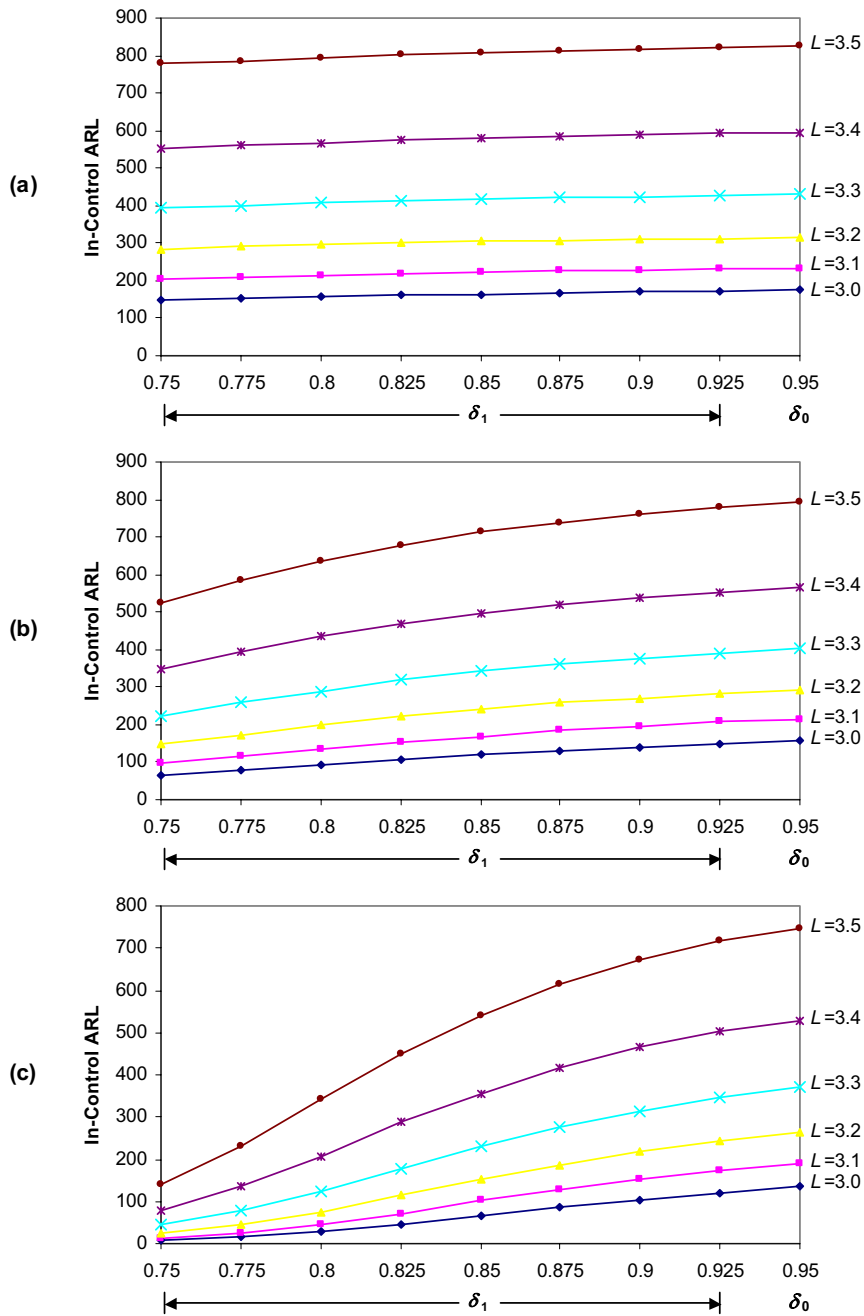 (a)
In-Control ARL
900
800
700
600
500
400
300
200
100
0
L=3.5
L=3.4
L=3.3
L=3.2
L=3.1
L=3.0
0.75 0.775 0.8 0.825 0.85 0.875 0.9 0.925 0.95
δ1 δ0
(b)
In-Control ARL
900
800
700
600
500
400
300
200
100
0
L=3.5
L=3.4
L=3.3
L=3.2
L=3.1
L=3.0
0.75 0.775 0.8 0.825 0.85 0.875 0.9 0.925 0.95
δ1 δ0
(c)
In-Control ARL
800
700
600
500
400
300
200
100
0
L=3.5
L=3.4
L=3.3
L=3.2
L=3.1
L=3.0
0.75 0.775 0.8 0.825 0.85 0.875 0.9 0.925 0.95
δ1 δ0